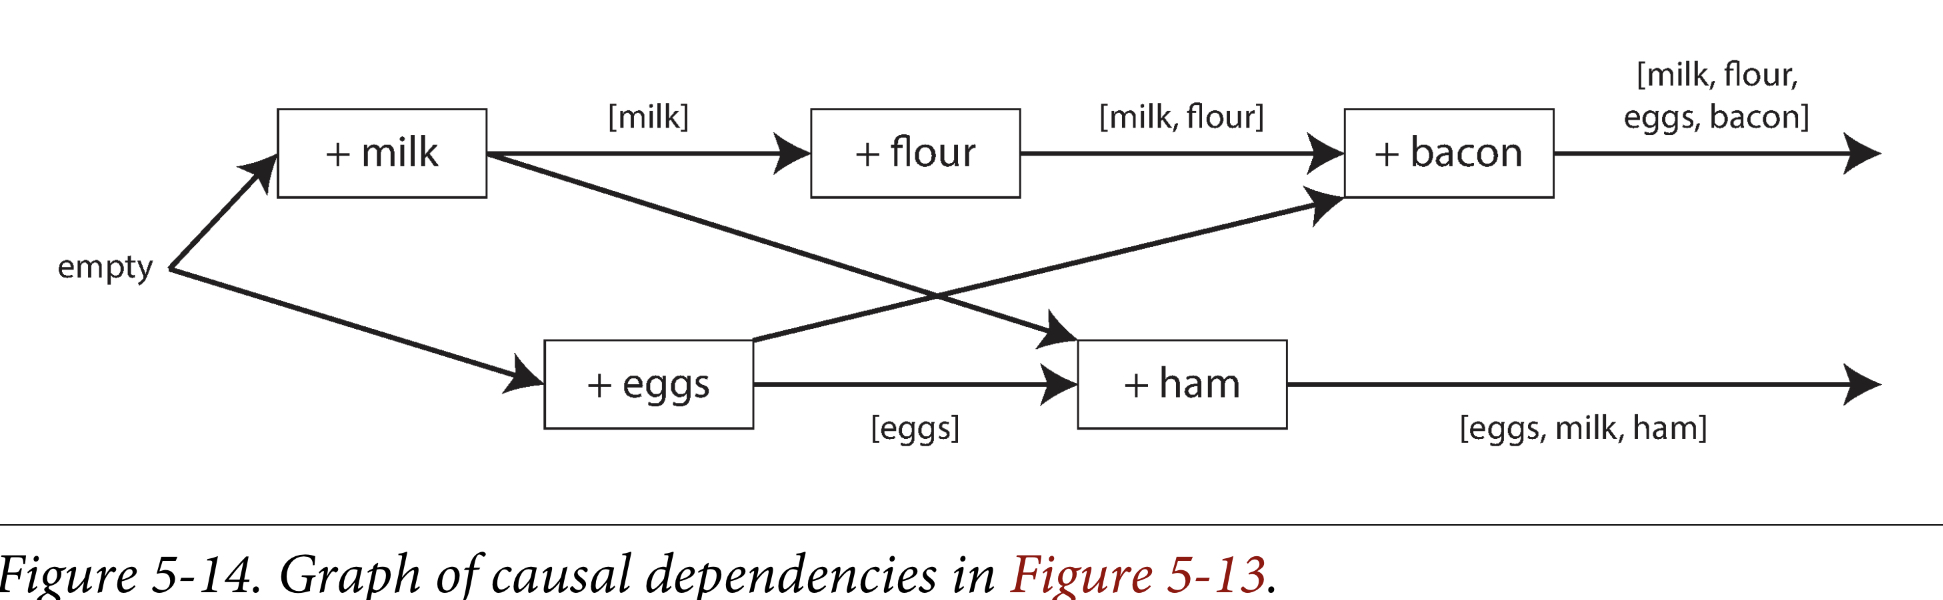 [milk, flour,
eggs, bacon]
[milk]
[milk, flour]
+ milk
+ flour
+ bacon
empty
+ eggs
+ ham
[eggs]
[eggs, milk, ham]
Figure 5-14. Graph of causal dependencies in Figure 5-13.